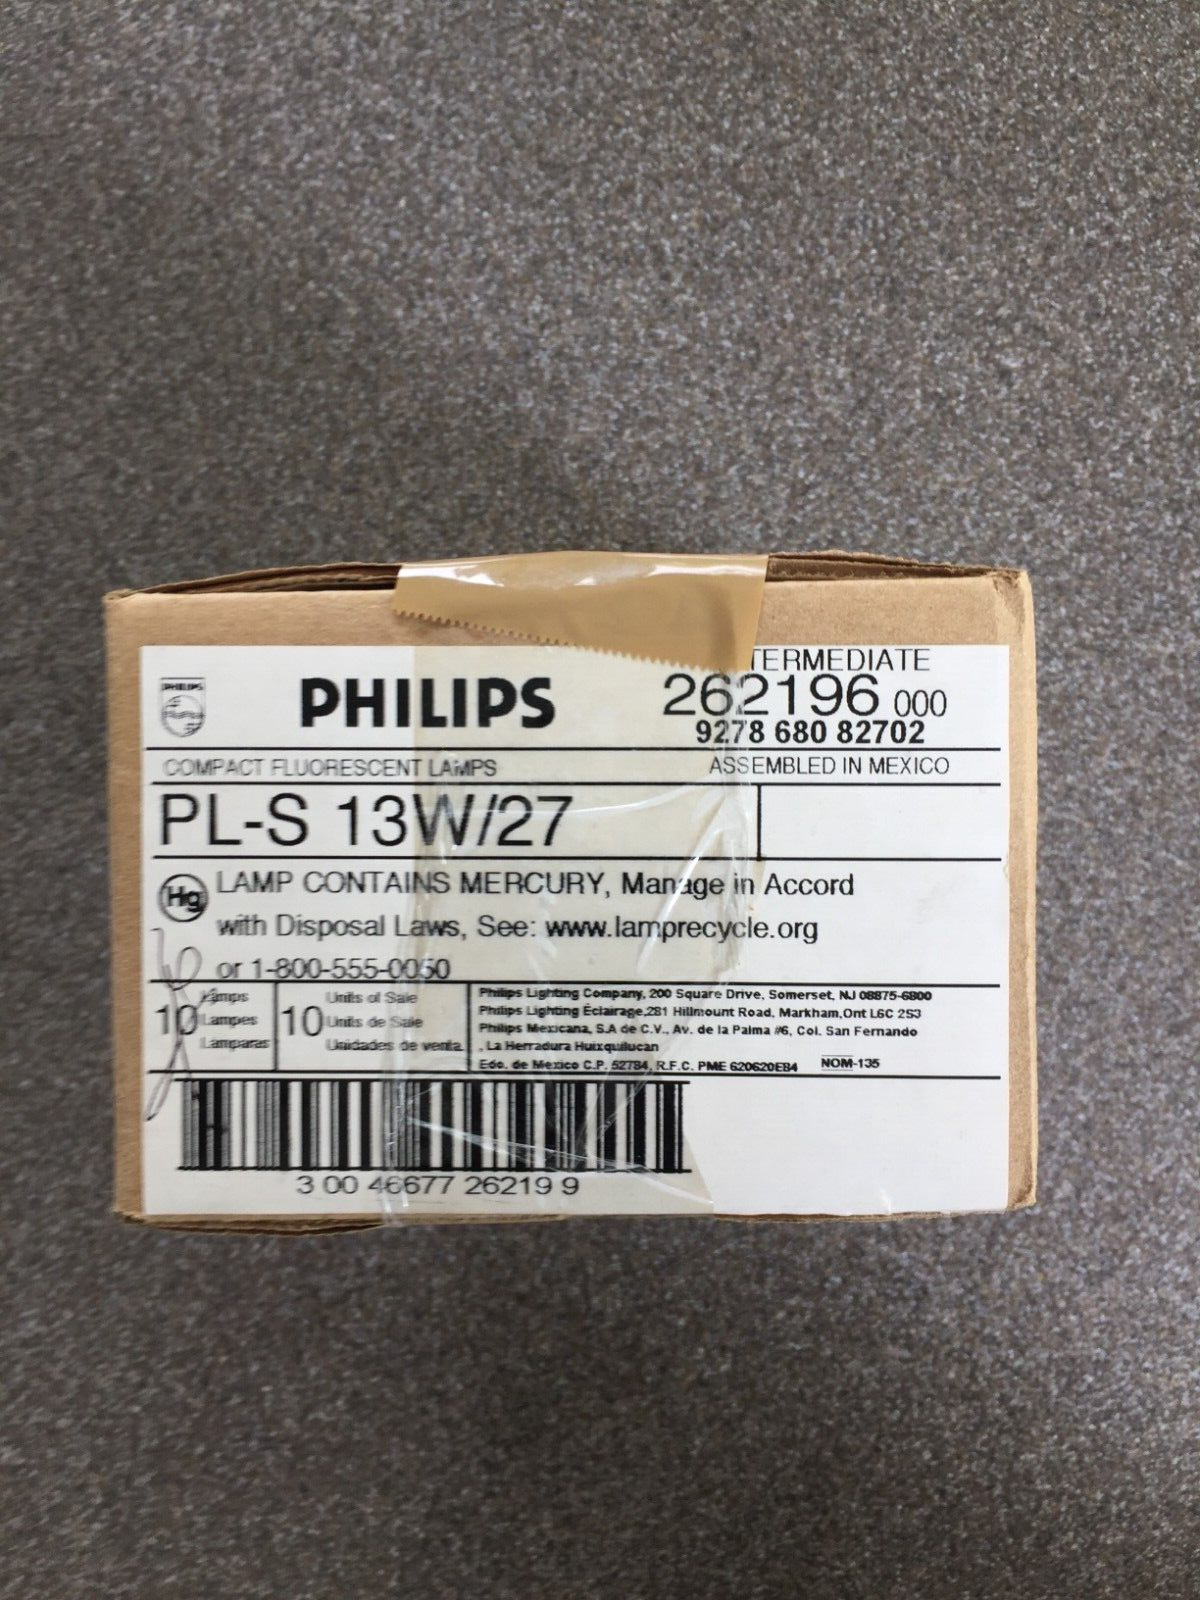 TERMEDIATE
PHILIPS
PHILIPS
262196 000
9278 680 82702
COMPACT FLUORESCENT LAMPS
ASSEMBLED IN MEXICO
PL-S 13W/27
Hg LAMP CONTAINS MERCURY, Manage in Accord
with Disposal Laws, See: www.lamprecycle.org
or 1-800-555-0050
10 Lamps
Lampes
Lamparas
10 Units of Sale
Units de Sale
Unidades de venta
Philips Lighting Company, 200 Square Drive, Somerset, NJ 08875-6800
Philips Lighting Éclairage,281 Hillmount Road, Markham,Ont L6C 2S3
Philips Mexicana, S.A de C.V., Av. de la Palma #6, Col. San Fernando
, La Herradura Huixquilucan
Edo. de Mexico C.P. 52784, R.F.C. PME 620620E84 NOM-135
3 00 46677 26219 9